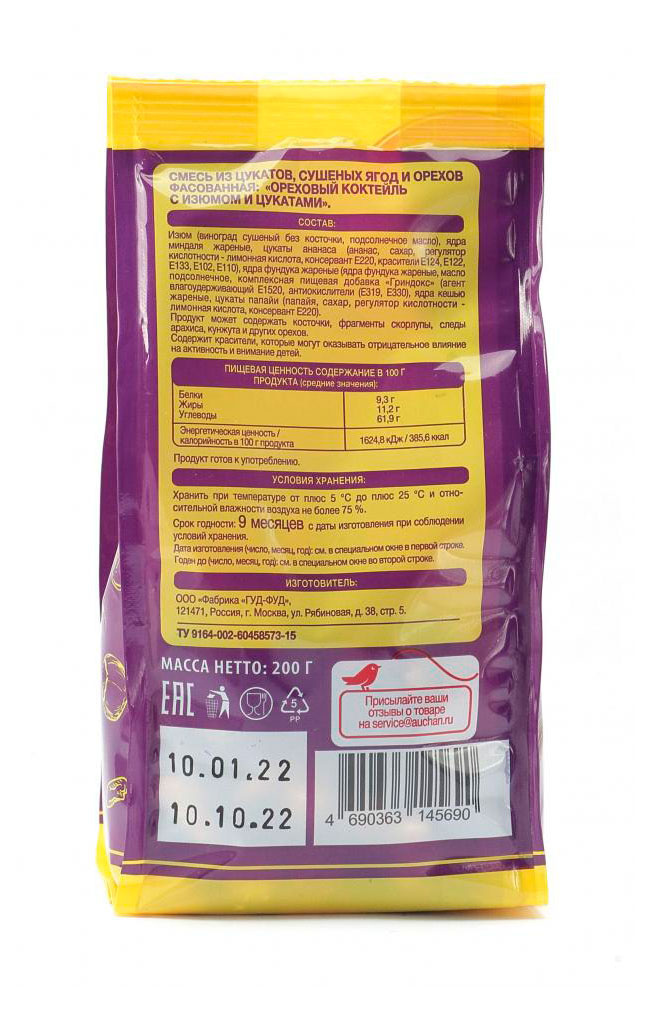 СМЕСЬ ИЗ ЦУКАТОВ, СУШЕНЫХ ЯГОД И ОРЕХОВ
ФАСОВАННАЯ: «ОРЕХОВЫЙ КОКТЕЙЛЬ
С ИЗЮМОМ И ЦУКАТАМИ».
СОСТАВ:
Изюм (виноград сушеный без косточки, подсолнечное масло), ядра
миндаля жареные, цукаты ананаса (ананас, сахар, регулятор
кислотности - лимонная кислота, консервант Е220, красители Е124, Е122,
Е133, Е102, Е110), ядра фундука жареные (ядра фундука жареные, масло
подсолнечное, комплексная пищевая добавка «Гриндокс» (агент
влагоудерживающий Е1520, антиокислители (Е319, Е330), ядра кешью
жареные, цукаты папайи (папайя, сахар, регулятор кислотности -
лимонная кислота, консервант Е220).
Продукт может содержать косточки, фрагменты скорлупы, следы
арахиса, кунжута и других орехов.
Содержит красители, которые могут оказывать отрицательное влияние
на активность и внимание детей.
ПИЩЕВАЯ ЦЕННОСТЬ СОДЕРЖАНИЕ В 100 Г
ПРОДУКТА (средние значения):
Белки 9,3 г
Жиры 11,2 г
Углеводы 61,9 г
Энергетическая ценность /
калорийность в 100 г продукта 1624,8 кДж / 385,6 ккал
Продукт готов к употреблению.
УСЛОВИЯ ХРАНЕНИЯ:
Хранить при температуре от плюс 5 °С до плюс 25 °С и отно-
сительной влажности воздуха не более 75 %.
Срок годности: 9 месяцев с даты изготовления при соблюдении
условий хранения.
Дата изготовления (число, месяц, год): см. в специальном окне в первой строке.
Годен до (число, месяц, год): см. в специальном окне во второй строке.
ИЗГОТОВИТЕЛЬ:
ООО «Фабрика «ГУД-ФУД»,
121471, Россия, г. Москва, ул. Рябиновая, д. 38, стр. 5.
ТУ 9164-002-60458573-15
МАССА НЕТТО: 200 Г
EAC
5
PP
Присылайте ваши
отзывы о товаре
на service@auchan.ru
10.01.22
10.10.22
4 690363 145690